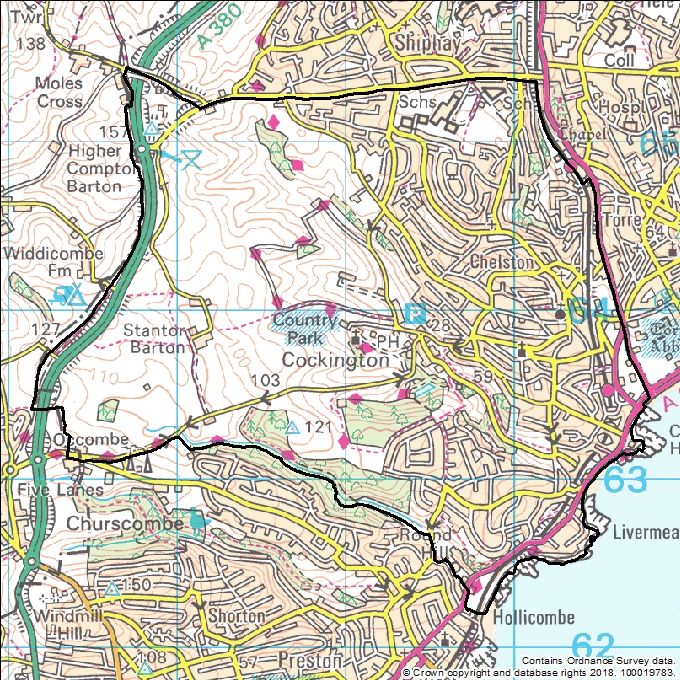 Twr
A 380
138
Shiphay
Coll
Moles
Cross
Schs
Sch
Hospl
Chapel
157
65
Higher
Compton
Barton
Torre
64
Widdicombe
Fm
Chelston
64
127
Country
Park
28
Stanton
Barton
PH
Cockington
103
59
110
A
121
Occombe
63
Five Lanes
Churscombe
Round
Hill
Livermea
150
Windmill
Hill
Shorton
Hollicombe
62
108
57
Preston
Contains Ordnance Survey data.
© Crown copyright and database rights 2018. 100019783.